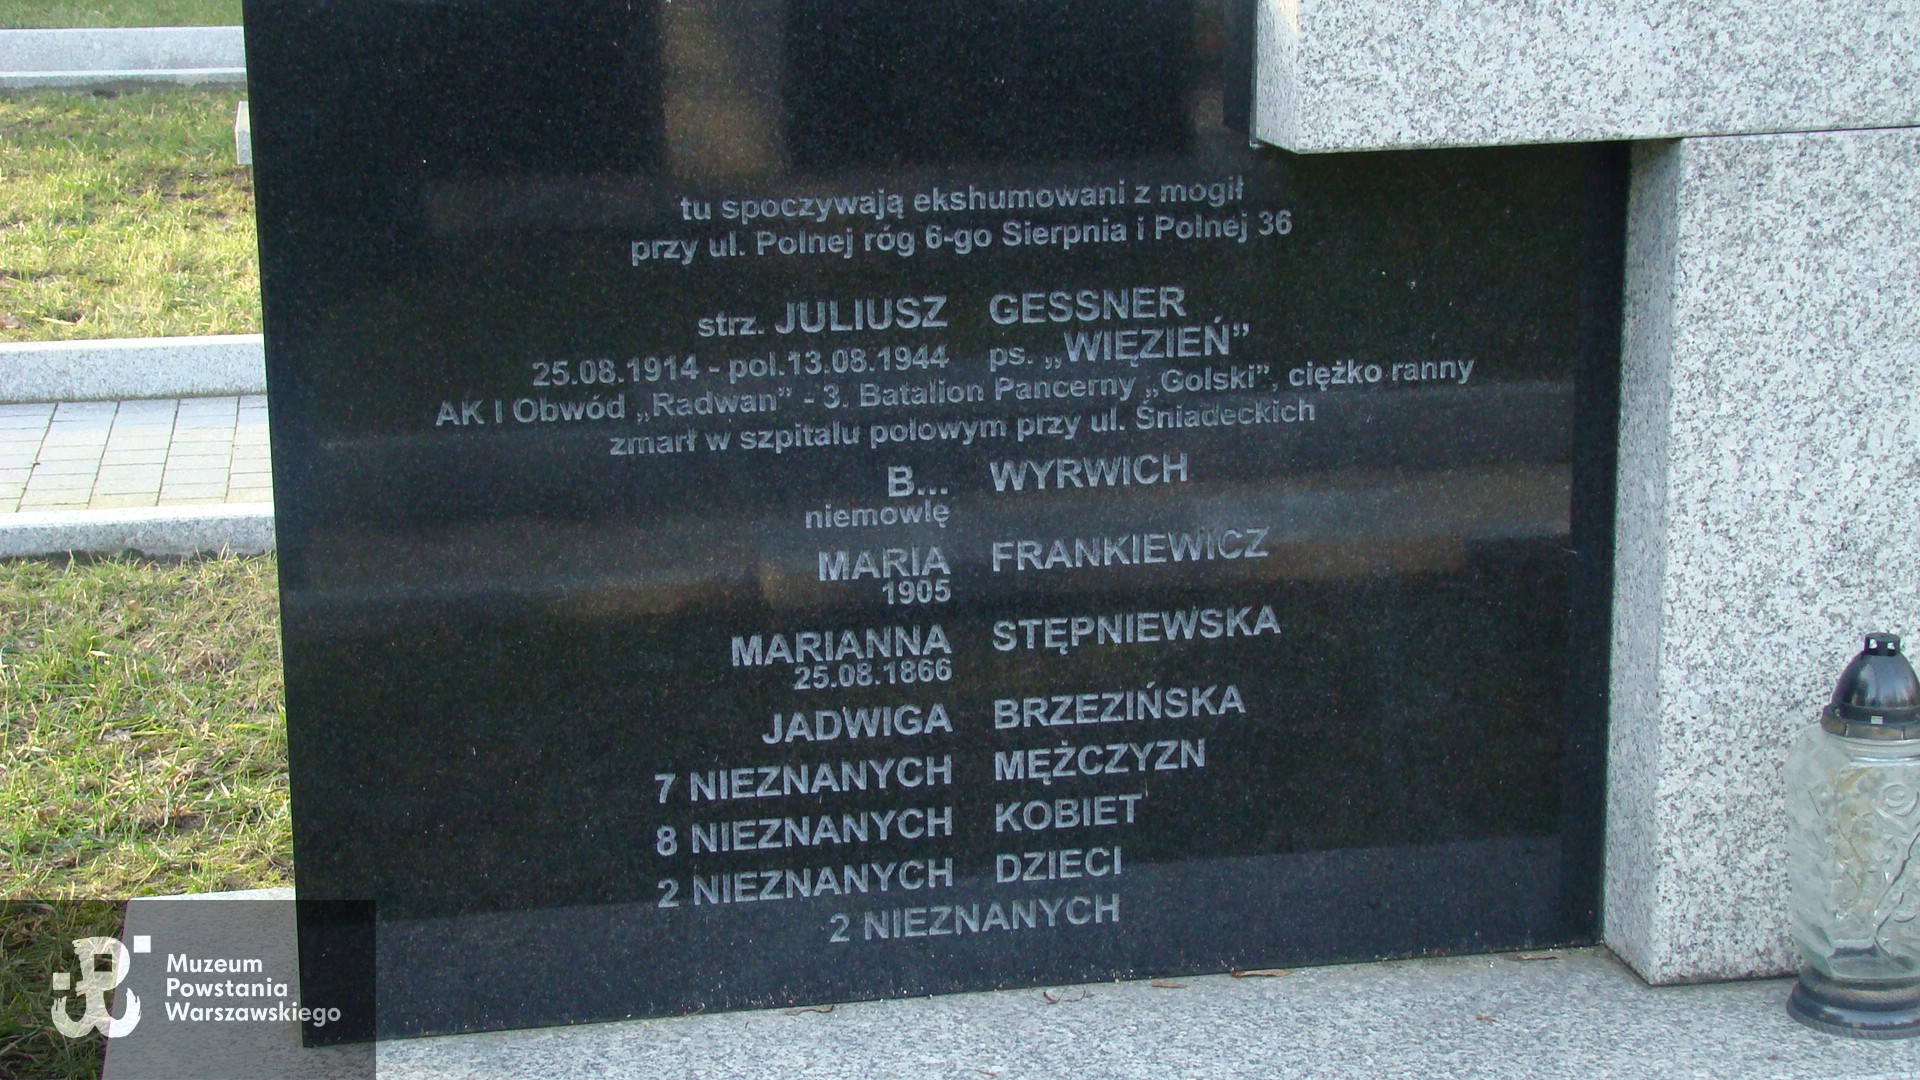 tu spoczywają ekshumowani z mogił
przy ul. Polnej róg 6-go Sierpnia i Polnej 36
strz. JULIUSZ GESSNER
25.08.1914 - pol.13.08.1944 ps. „WIĘZIEŃ”
AK I Obwód „Radwan” - 3. Batalion Pancerny „Golski”, ciężko ranny
zmarł w szpitalu polowym przy ul. Śniadeckich
B... WYRWICH
niemowlę
MARIA FRANKIEWICZ
1905
MARIANNA STĘPNIEWSKA
25.08.1866
JADWIGA BRZEZIŃSKA
7 NIEZNANYCH MĘŻCZYZN
8 NIEZNANYCH KOBIET
2 NIEZNANYCH DZIECI
2 NIEZNANYCH
Muzeum
Powstania
Warszawskiego